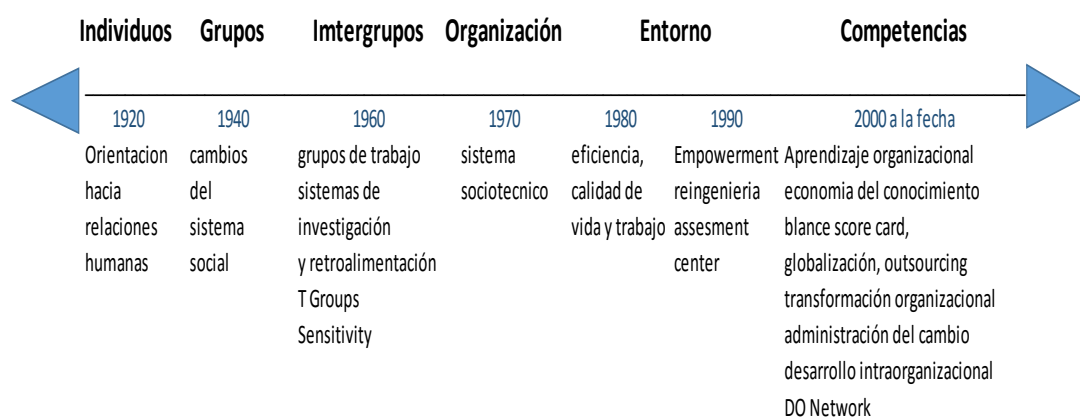 Individuos Grupos Imtergrupos Organización Entorno Competencias
1920 1940 1960 1970 1980 1990 2000 a la fecha
Orientacion
hacia
relaciones
humanas
cambios
del
sistema
social
grupos de trabajo
sistemas de
investigación
y retroalimentación
T Groups
Sensitivity
sistema
sociotecnico
eficiencia,
calidad de
vida y trabajo
Empowerment
reingenieria
assesment
center
Aprendizaje organizacional
economia del conocimiento
blance score card,
globalización, outsourcing
transformación organizacional
administración del cambio
desarrollo intraorganizacional
DO Network